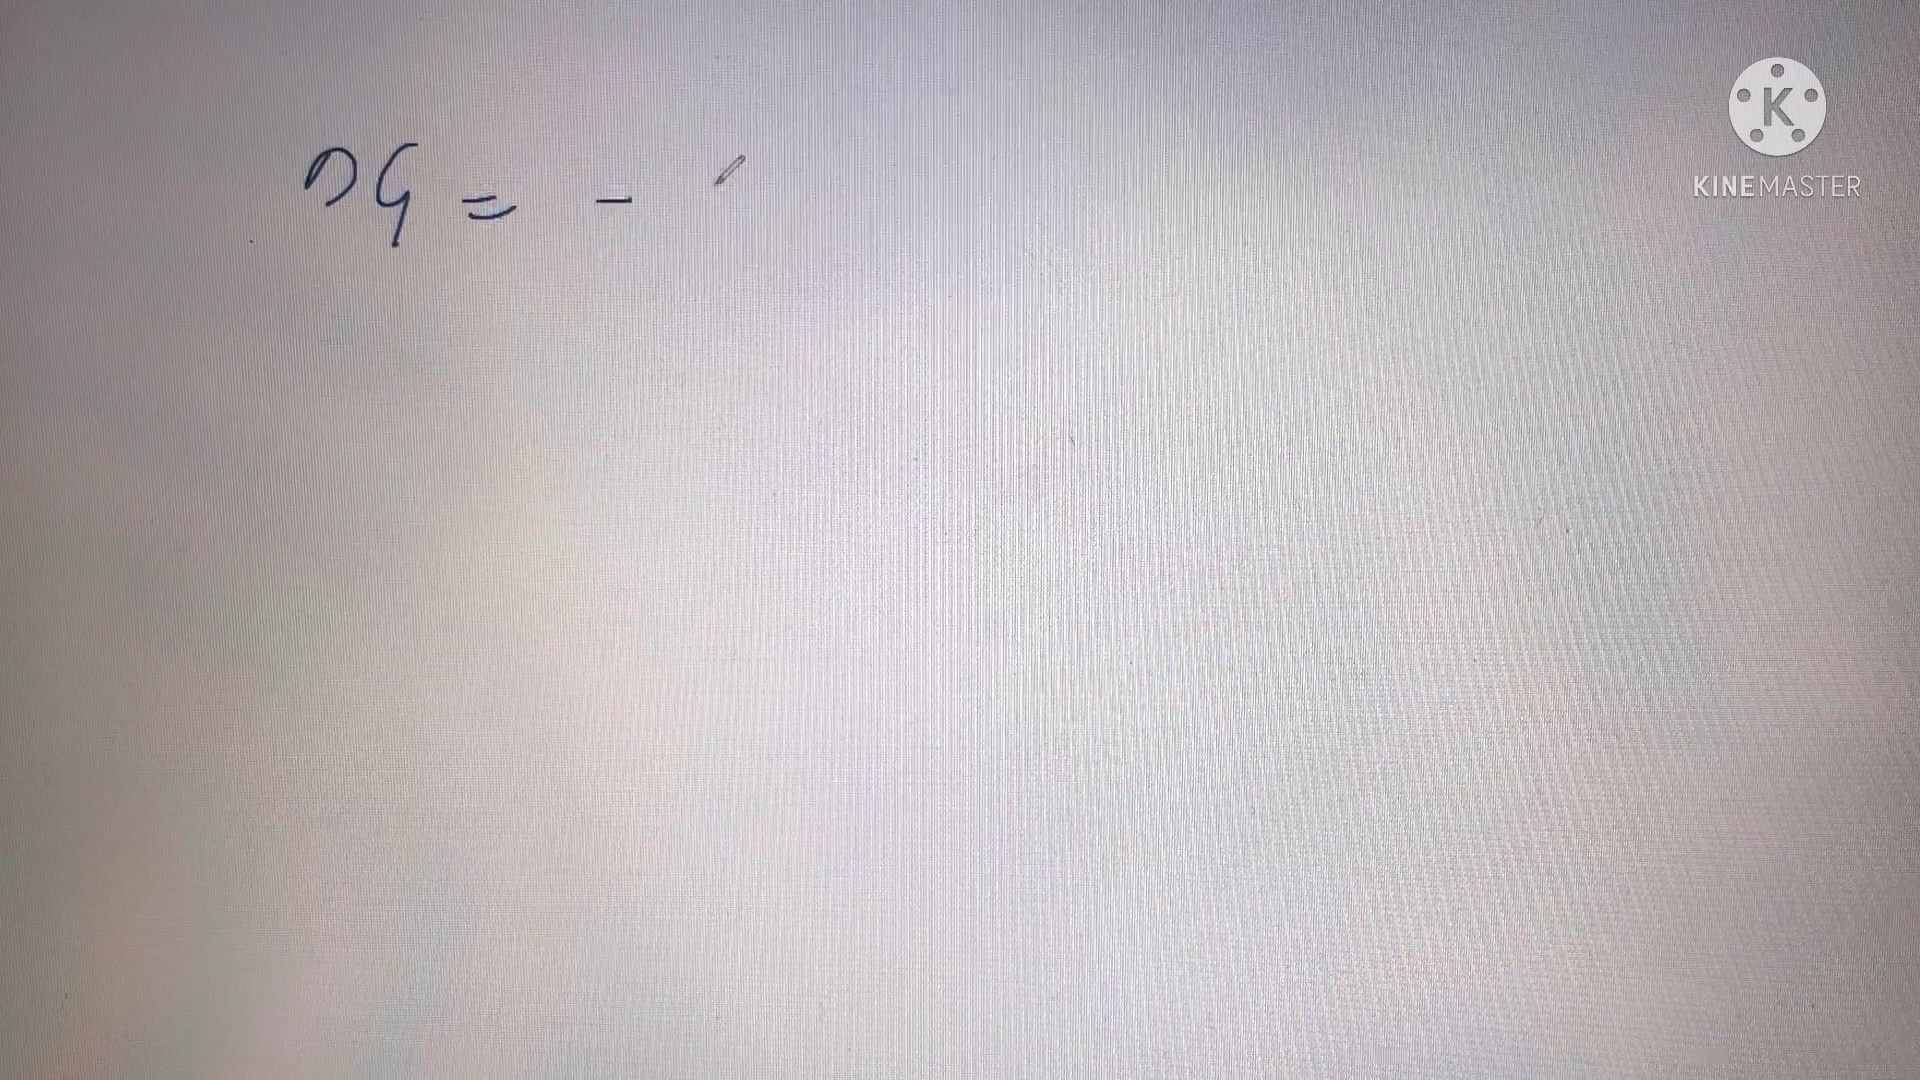 ΔG = -
KINEMASTER